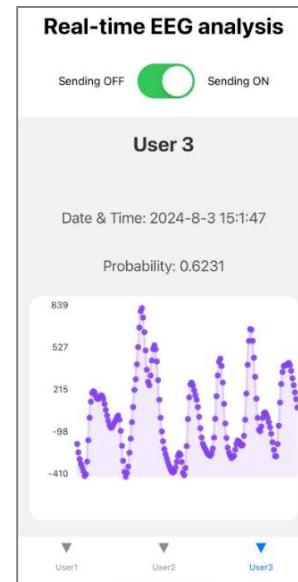 Real-time EEG analysis
Sending OFF Sending ON
User 3
Date & Time: 2024-8-3 15:1:47
Probability: 0.6231
839
527
215
-98
-410
User1 User2 User3